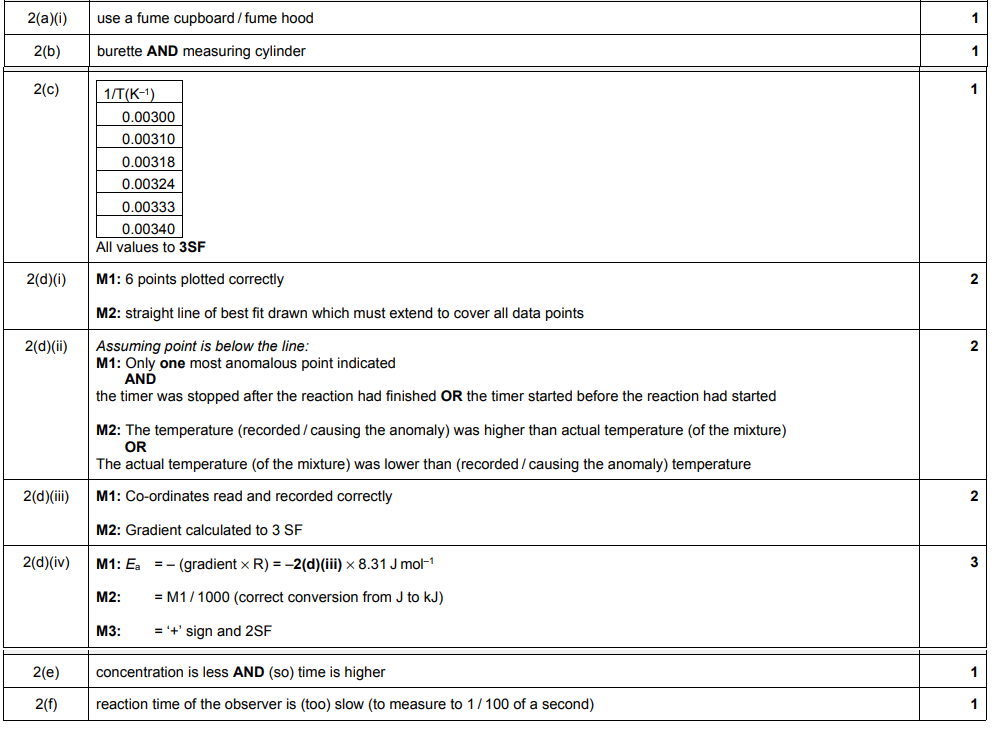 2(a)(i) use a fume cupboard / fume hood 1
2(b) burette AND measuring cylinder 1
2(c) 1/T(K⁻¹) 1
0.00300
0.00310
0.00318
0.00324
0.00333
0.00340
All values to 3SF
2(d)(i) M1: 6 points plotted correctly 2
M2: straight line of best fit drawn which must extend to cover all data points
2(d)(ii) Assuming point is below the line: 2
M1: Only one most anomalous point indicated
AND
the timer was stopped after the reaction had finished OR the timer started before the reaction had started
M2: The temperature (recorded / causing the anomaly) was higher than actual temperature (of the mixture)
OR
The actual temperature (of the mixture) was lower than (recorded / causing the anomaly) temperature
2(d)(iii) M1: Co-ordinates read and recorded correctly 2
M2: Gradient calculated to 3 SF
2(d)(iv) M1: Eₐ = – (gradient × R) = –2(d)(iii) × 8.31 J mol⁻¹ 3
M2: = M1 / 1000 (correct conversion from J to kJ)
M3: = '+' sign and 2SF
2(e) concentration is less AND (so) time is higher 1
2(f) reaction time of the observer is (too) slow (to measure to 1 / 100 of a second) 1